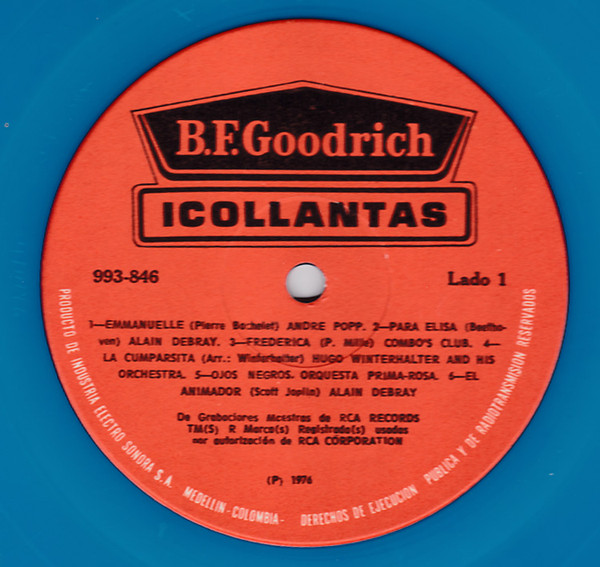 B.F.Goodrich
ICOLLANTAS
993-846
Lado 1
1—EMMANUELLE (Pierre Bachelet) ANDRE POPP. 2—PARA ELISA (Beetho-
ven) ALAIN DEBRAY. 3—FREDERICA (P. Mille) COMBO'S CLUB. 4—
LA CUMPARSITA (Arr.: Winterhalter) HUGO WINTERHALTER AND HIS
ORCHESTRA. 5—OJOS NEGROS. ORQUESTA PRIMA-ROSA. 6—EL
ANIMADOR (Scott Joplin) ALAIN DEBRAY
De Grabaciones Maestras de RCA RECORDS
TM(S) R Marca(s) Registrada(s) usadas
por autorización de RCA CORPORATION
(P) 1976
PRODUCTO DE INDUSTRIA ELECTRO SONORA S.A. MEDELLIN -COLOMBIA- DERECHOS DE EJECUCION PUBLICA Y DE RADIOTRANSMISION RESERVADOS